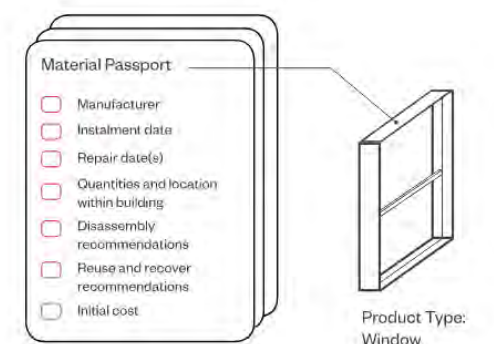 Material Passport
Manufacturer
Instalment date
Repair date(s)
Quantities and location
within building
Disassembly
recommendations
Reuse and recover
recommendations
Initial cost
Product Type:
Window